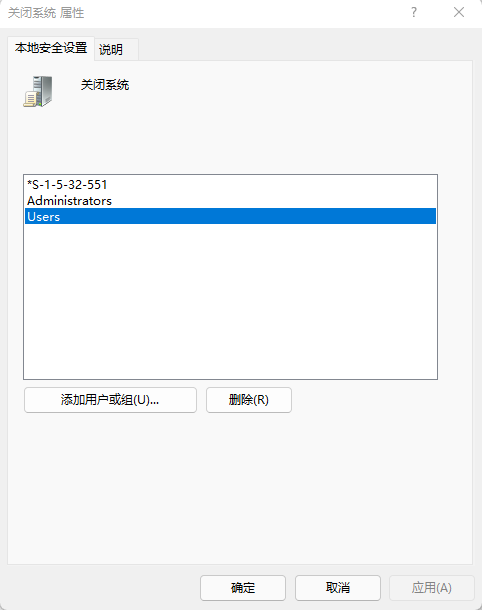 关闭系统 属性
?
本地安全设置 说明
关闭系统
*S-1-5-32-551
Administrators
Users
添加用户或组(U)... 删除(R)
确定 取消 应用(A)